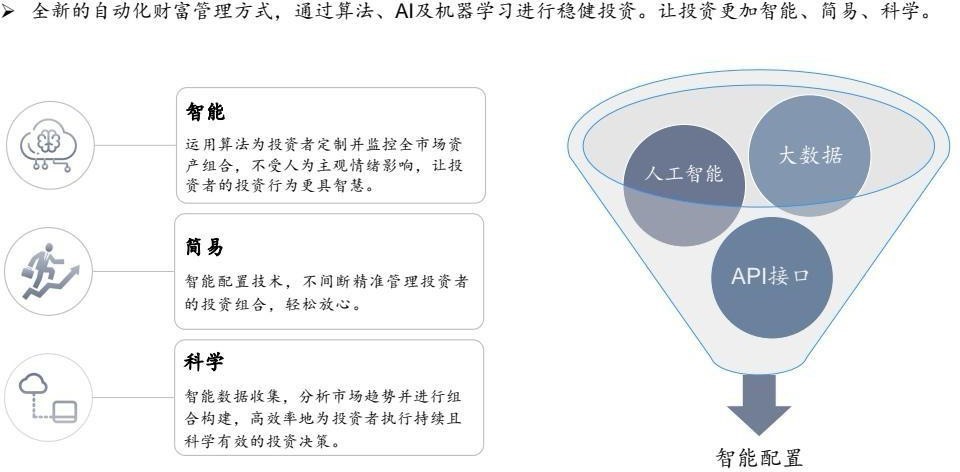 ➢ 全新的自动化财富管理方式，通过算法、AI及机器学习进行稳健投资。让投资更加智能、简易、科学。
智能
运用算法为投资者定制并监控全市场资
产组合，不受人为主观情绪影响，让投
资者的投资行为更具智慧。
简易
智能配置技术，不间断精准管理投资者
的投资组合，轻松放心。
科学
智能数据收集，分析市场趋势并进行组
合构建，高效率地为投资者执行持续且
科学有效的投资决策。
人工智能
大数据
API接口
智能配置